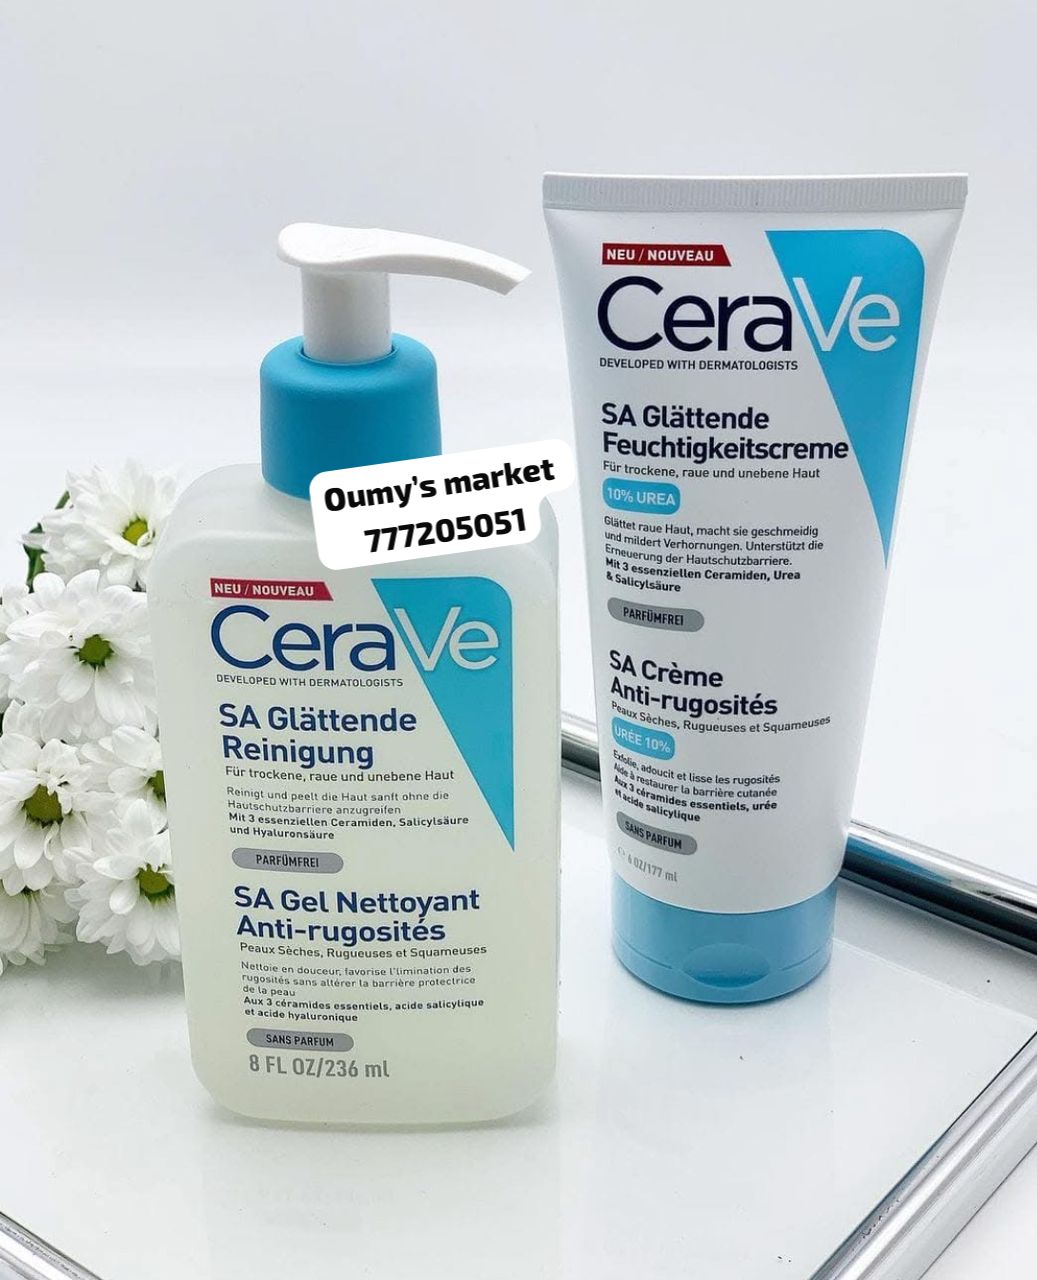 Oumy's market
777205051
NEU / NOUVEAU
CeraVe
DEVELOPED WITH DERMATOLOGISTS
SA Glättende
Reinigung
Für trockene, raue und unebene Haut
Reinigt und peelt die Haut sanft ohne die
Hautschutzbarriere anzugreifen
Mit 3 essenziellen Ceramiden, Salicylsäure
und Hyaluronsäure
PARFÜMFREI
SA Gel Nettoyant
Anti-rugosités
Peaux Sèches, Rugueuses et Squameuses
Nettoie en douceur, favorise l'limination des
rugosités sans altérer la barrière protectrice
de la peau
Aux 3 céramides essentiels, acide salicylique
et acide hyaluronique
SANS PARFUM
8 FL OZ/236 ml
NEU / NOUVEAU
CeraVe
DEVELOPED WITH DERMATOLOGISTS
SA Glättende
Feuchtigkeitscreme
Für trockene, raue und unebene Haut
10% UREA
Glättet raue Haut, macht sie geschmeidig
und mildert Verhornungen. Unterstützt die
Erneuerung der Hautschutzbarriere.
Mit 3 essenziellen Ceramiden, Urea
& Salicylsäure
PARFÜMFREI
SA Crème
Anti-rugosités
Peaux Sèches, Rugueuses et Squameuses
URÉE 10%
Exfolie, adoucit et lisse les rugosités
Aide à restaurer la barrière cutanée
Aux 3 céramides essentiels, urée
et acide salicylique
SANS PARFUM
6 OZ/177 ml